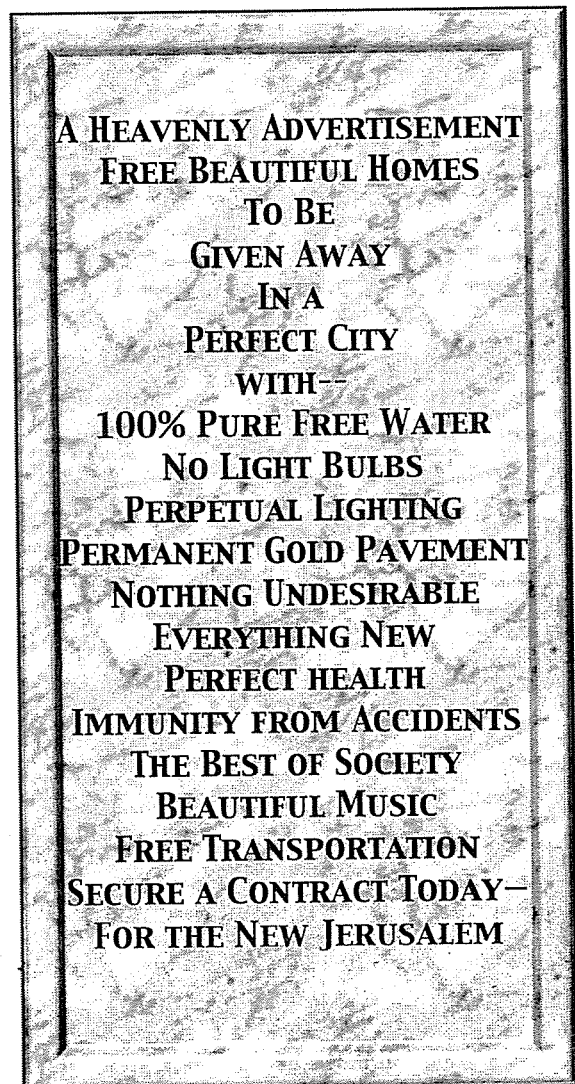 A Heavenly Advertisement
Free Beautiful Homes
To Be
Given Away
In a
Perfect City
with--
100% Pure Free Water
No Light Bulbs
Perpetual Lighting
Permanent Gold Pavement
Nothing Undesirable
Everything New
Perfect health
Immunity from Accidents
The Best of Society
Beautiful Music
Free Transportation
Secure a Contract Today—
For the New Jerusalem